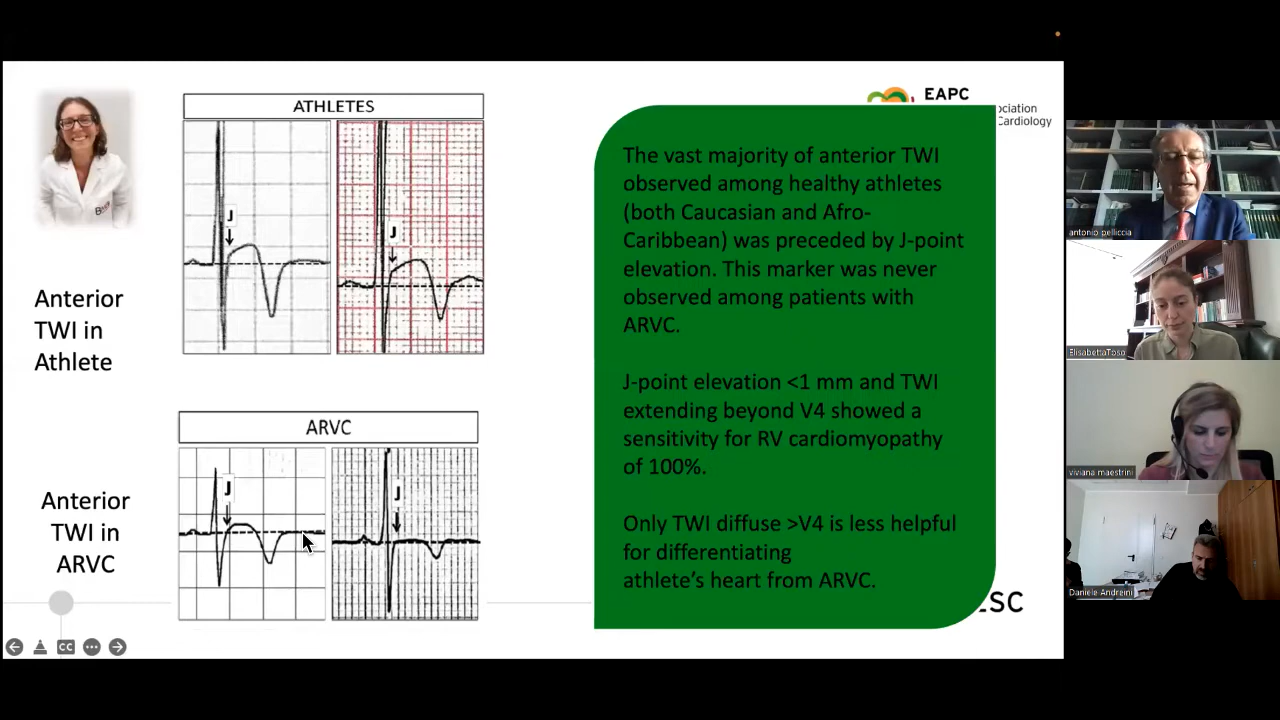 EAPC
ociation
Cardiology
ATHLETES
J
J
Anterior
TWI in
Athlete
ARVC
J
J
Anterior
TWI in
ARVC
The vast majority of anterior TWI
observed among healthy athletes
(both Caucasian and Afro-
Caribbean) was preceded by J-point
elevation. This marker was never
observed among patients with
ARVC.
J-point elevation <1 mm and TWI
extending beyond V4 showed a
sensitivity for RV cardiomyopathy
of 100%.
Only TWI diffuse >V4 is less helpful
for differentiating
athlete's heart from ARVC.
ESC
CC
antonio pelliccia
ElisabettaToso
viviana maestrini
Daniele Andreini